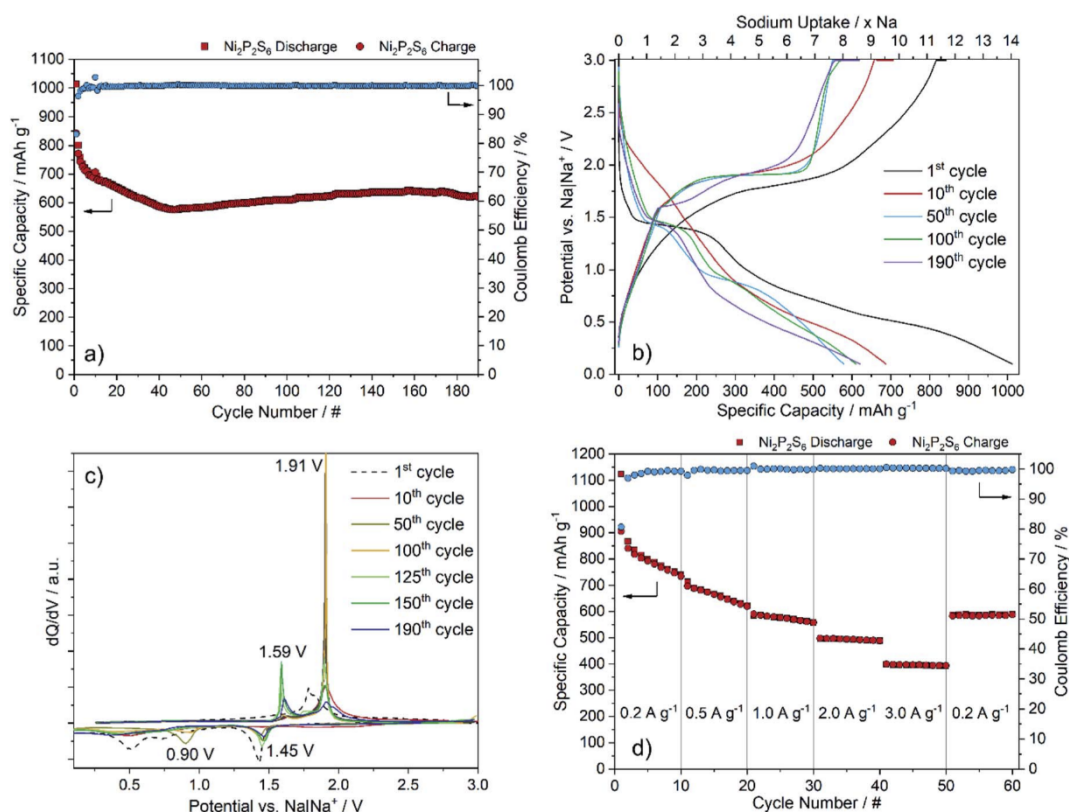 ■ Ni₂P₂S₆ Discharge ● Ni₂P₂S₆ Charge
1100
1000
900
800
700
600
500
400
300
200
100
0
Specific Capacity / mAh g⁻¹
100
90
80
70
60
50
40
30
20
10
0
Coulomb Efficiency / %
a)
0 20 40 60 80 100 120 140 160 180
Cycle Number / #
Sodium Uptake / x Na
0 1 2 3 4 5 6 7 8 9 10 11 12 13 14
3.0
2.5
2.0
1.5
1.0
0.5
0.0
Potential vs. Na|Na⁺ / V
1ˢᵗ cycle
10ᵗʰ cycle
50ᵗʰ cycle
100ᵗʰ cycle
190ᵗʰ cycle
b)
0 100 200 300 400 500 600 700 800 900 1000
Specific Capacity / mAh g⁻¹
c)
1.91 V
1.59 V
0.90 V
1.45 V
1ˢᵗ cycle
10ᵗʰ cycle
50ᵗʰ cycle
100ᵗʰ cycle
125ᵗʰ cycle
150ᵗʰ cycle
190ᵗʰ cycle
dQ/dV / a.u.
0.5 1.0 1.5 2.0 2.5 3.0
Potential vs. Na|Na⁺ / V
■ Ni₂P₂S₆ Discharge ● Ni₂P₂S₆ Charge
1200
1100
1000
900
800
700
600
500
400
300
200
100
0
Specific Capacity / mAh g⁻¹
100
90
80
70
60
50
40
30
20
10
0
Coulomb Efficiency / %
0.2 A g⁻¹ 0.5 A g⁻¹ 1.0 A g⁻¹ 2.0 A g⁻¹ 3.0 A g⁻¹ 0.2 A g⁻¹
d)
0 10 20 30 40 50 60
Cycle Number / #